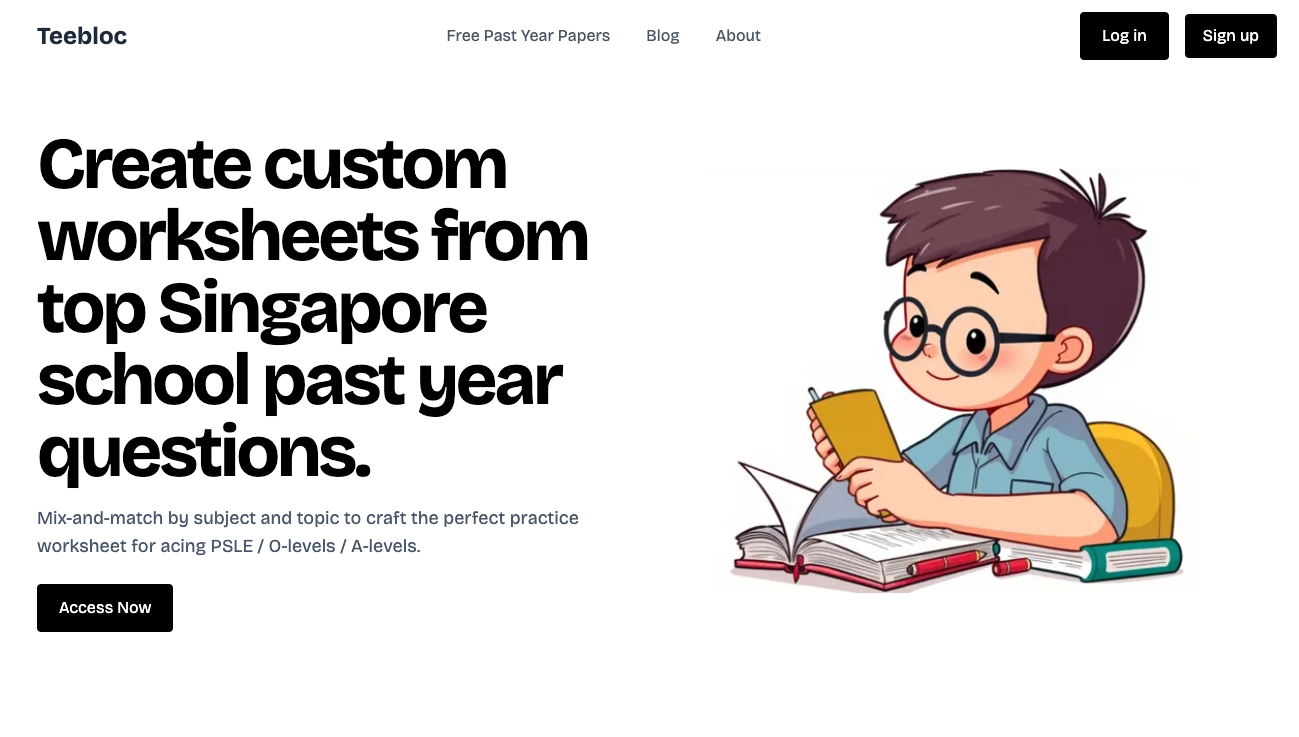 Teebloc
Free Past Year Papers
Blog
About
Log in
Sign up
Create custom
worksheets from
top Singapore
school past year
questions.
Mix-and-match by subject and topic to craft the perfect practice
worksheet for acing PSLE / O-levels / A-levels.
Access Now